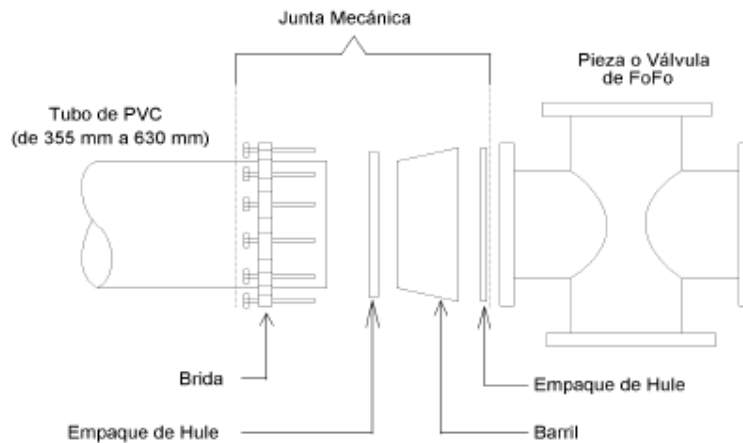 Junta Mecánica
Pieza o Válvula
de FoFo
Tubo de PVC
(de 355 mm a 630 mm)
Brida
Empaque de Hule
Empaque de Hule
Barril